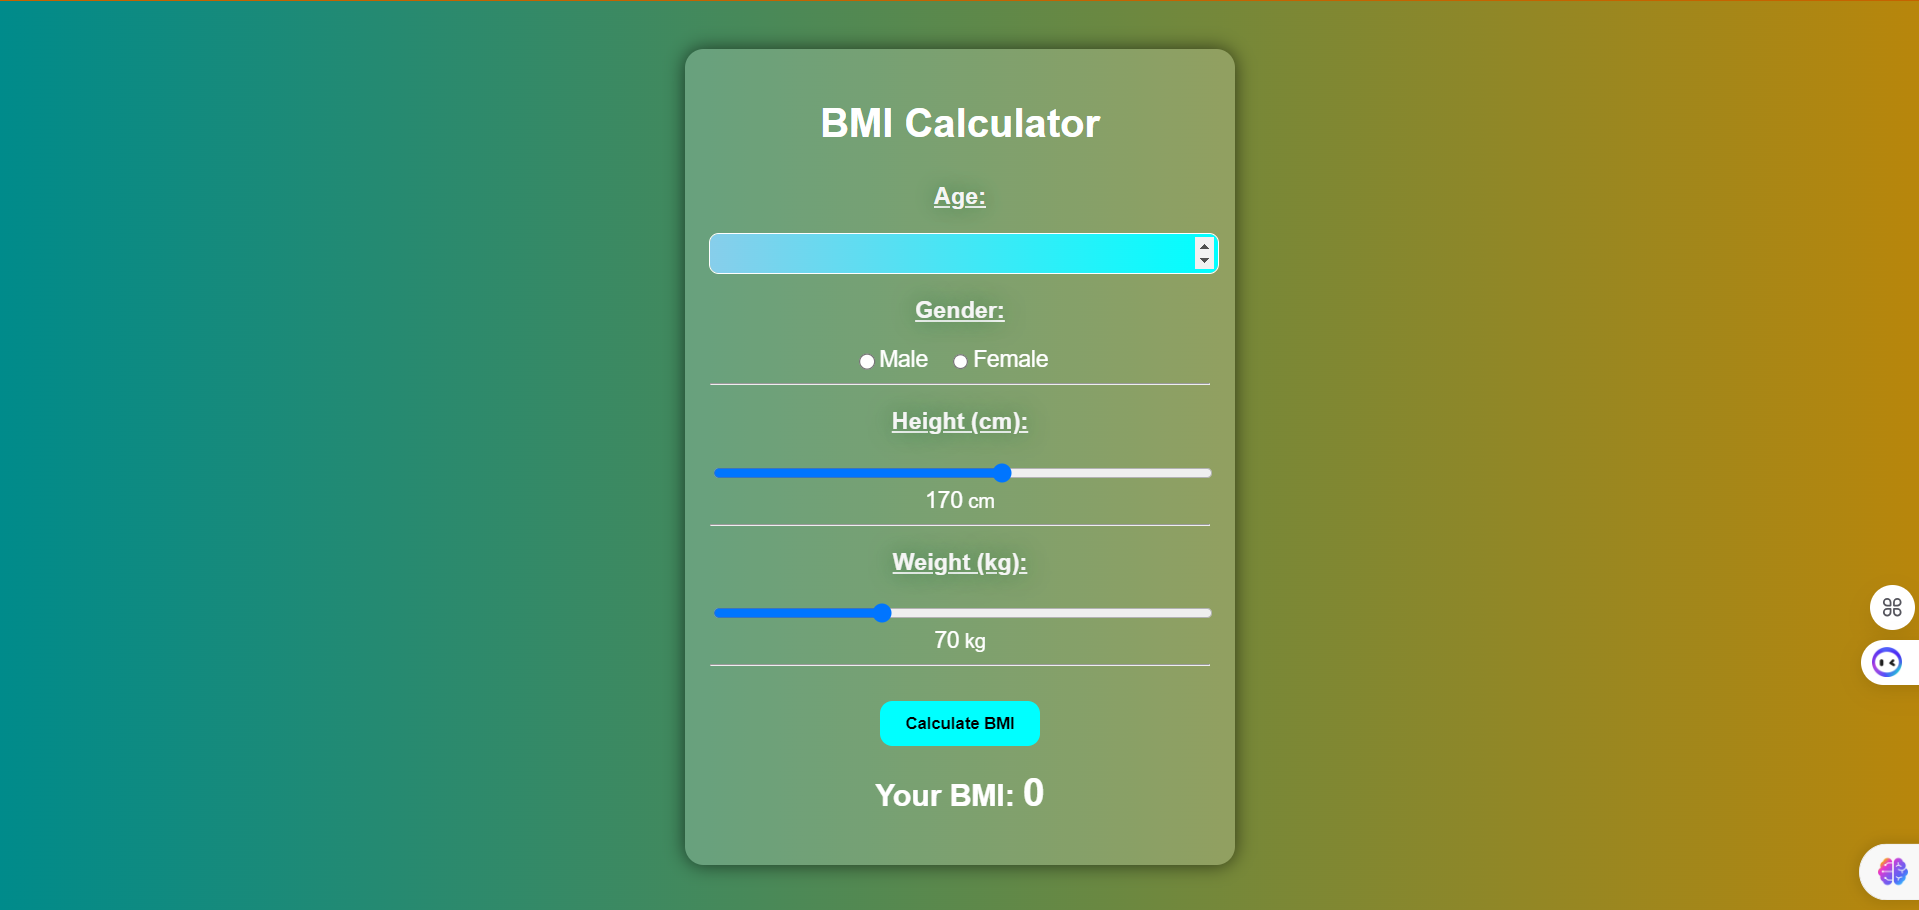 BMI Calculator
Age:
Gender:
Male Female
Height (cm):
170 cm
Weight (kg):
70 kg
Calculate BMI
Your BMI: 0